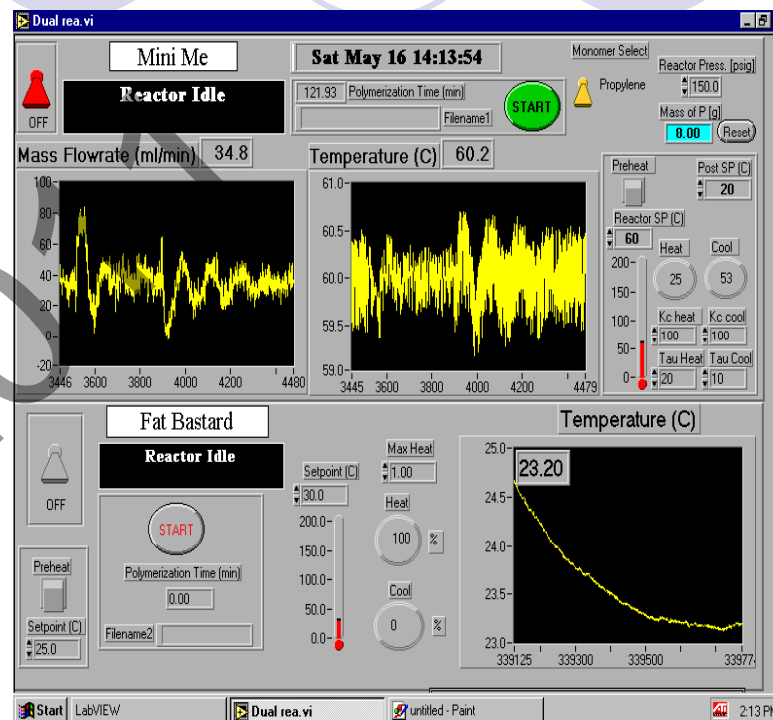 Dual rea.vi
Mini Me
Sat May 16 14:13:54
Monomer Select
Reactor Press. [psig]
Reactor Idle
121.93 Polymerization Time (min)
START
Propylene
150.0
OFF
Filename1
Mass of P [g]
8.00 Reset
Mass Flowrate (ml/min) 34.8
Temperature (C) 60.2
Preheat
Post SP (C)
20
100-
80-
60-
40-
20-
0-
-20-
3446 3600 3800 4000 4200 4480
61.0-
60.5-
60.0-
59.5-
59.0-
3445 3600 3800 4000 4200 4479
Reactor SP (C)
60
Heat Cool
25 53
200-
150-
100-
50-
0-
Kc heat Kc cool
100 100
Tau Heat Tau Cool
20 10
Fat Bastard
Reactor Idle
OFF
START
Polymerization Time (min)
0.00
Filename2
Preheat
Setpoint (C)
25.0
Setpoint (C)
30.0
200.0-
150.0-
100.0-
50.0-
0.0-
Max Heat
1.00
Heat
100 %
Cool
0 %
Temperature (C)
23.20
25.0-
24.5-
24.0-
23.5-
23.0-
339125 339300 339500
Start LabVIEW Dual rea.vi untitled - Paint 2:13 PM